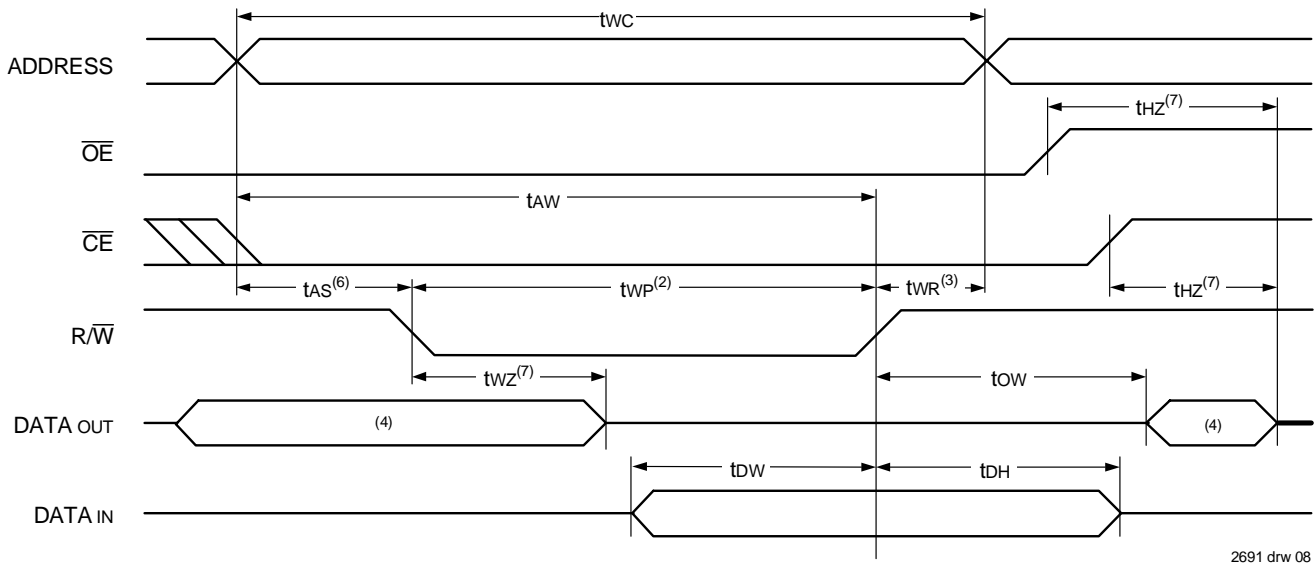 tWC
ADDRESS
tHZ(7)
OE
tAW
CE
tAS(6) tWP(2) tWR(3) tHZ(7)
R/W
tWZ(7) tOW
DATA OUT (4) (4)
tDW tDH
DATA IN
2691 drw 08